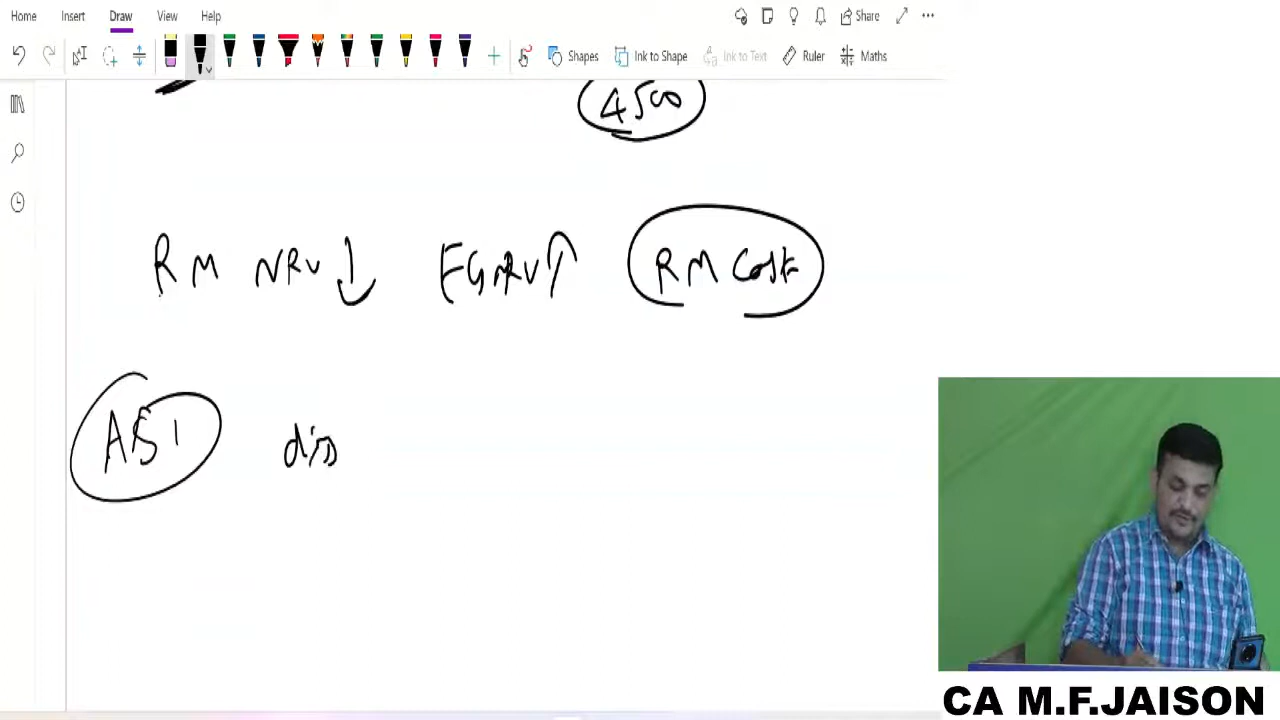 Home Insert Draw View Help Share
Shapes Ink to Shape Ink to Text Ruler Maths
4500
RM NRV↓ FG NRV↑ RM Cost
AS 1 dis
CA M.F.JAISON